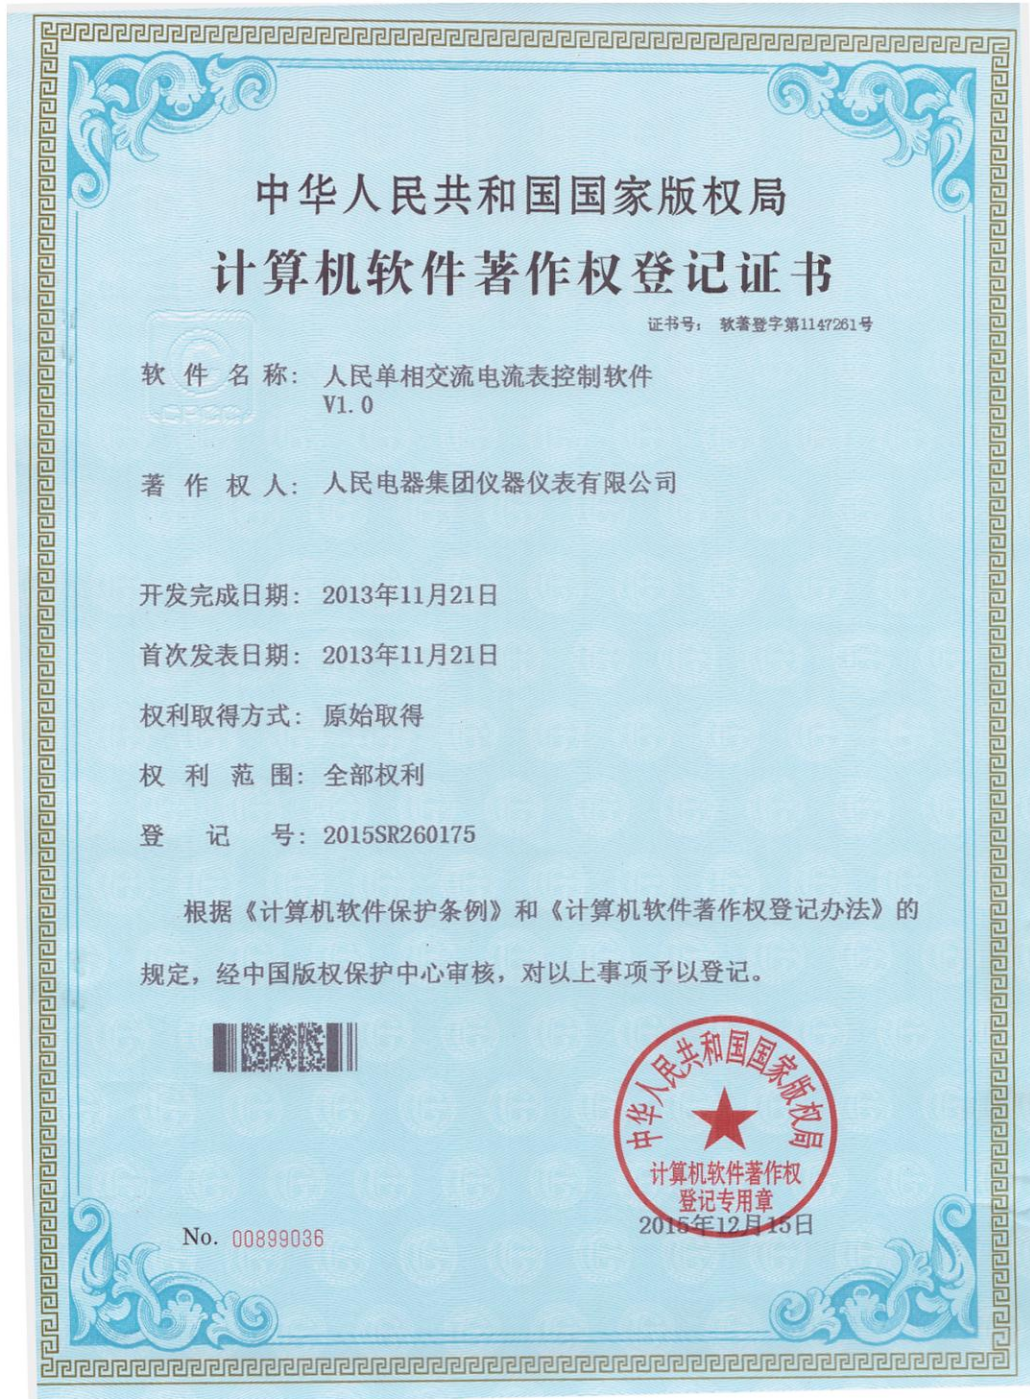 中华人民共和国国家版权局
计算机软件著作权登记证书
证书号： 软著登字第1147261号
CPCC
软件名称： 人民单相交流电流表控制软件
V1.0
著作权人： 人民电器集团仪器仪表有限公司
开发完成日期： 2013年11月21日
首次发表日期： 2013年11月21日
权利取得方式： 原始取得
权利范围： 全部权利
登记号： 2015SR260175
根据《计算机软件保护条例》和《计算机软件著作权登记办法》的
规定，经中国版权保护中心审核，对以上事项予以登记。
中华人民共和国国家版权局
计算机软件著作权
登记专用章
2015年12月15日
No. 00899036